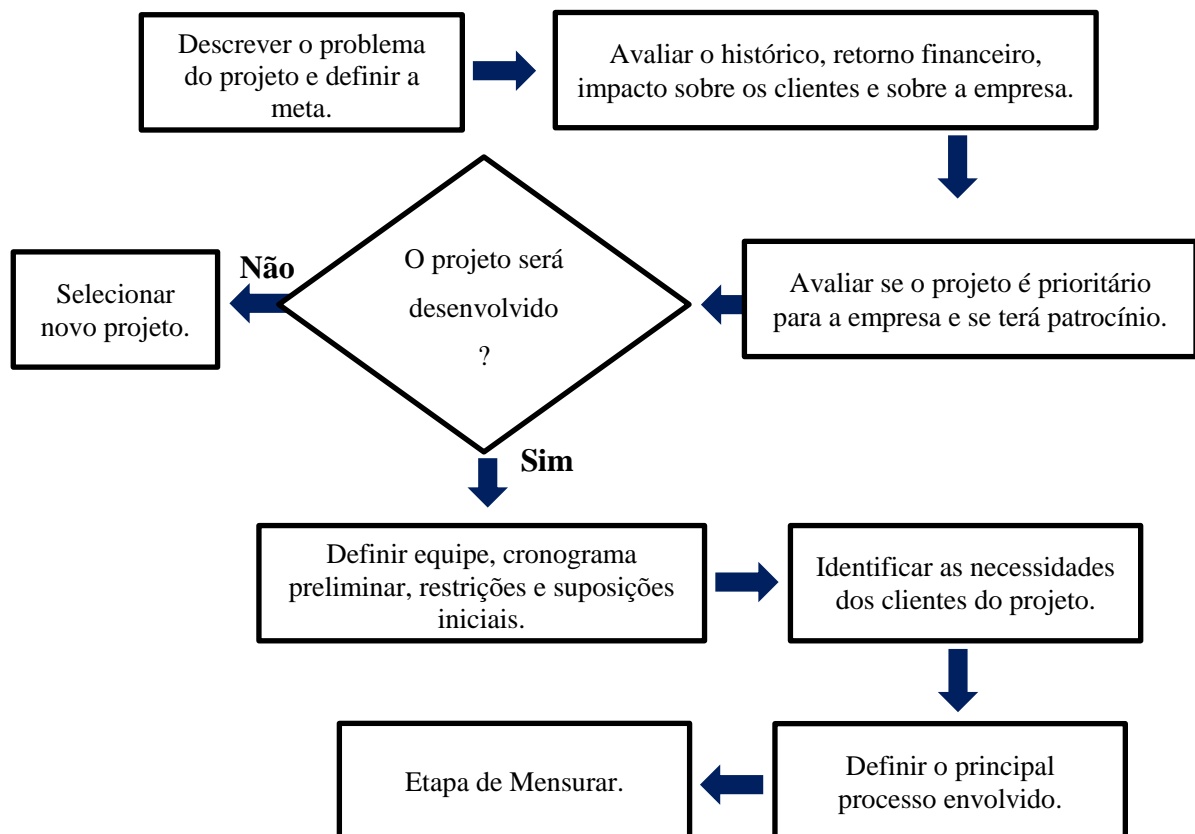 Descrever o problema
do projeto e definir a
meta.
Avaliar o histórico, retorno financeiro,
impacto sobre os clientes e sobre a empresa.
Avaliar se o projeto é prioritário
para a empresa e se terá patrocínio.
O projeto será
desenvolvido
?
Não
Selecionar
novo projeto.
Sim
Definir equipe, cronograma
preliminar, restrições e suposições
iniciais.
Identificar as necessidades
dos clientes do projeto.
Definir o principal
processo envolvido.
Etapa de Mensurar.